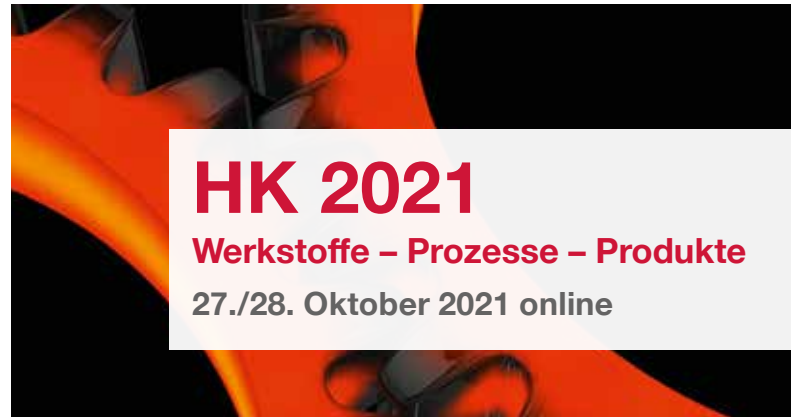 HK 2021
Werkstoffe – Prozesse – Produkte
27./28. Oktober 2021 online